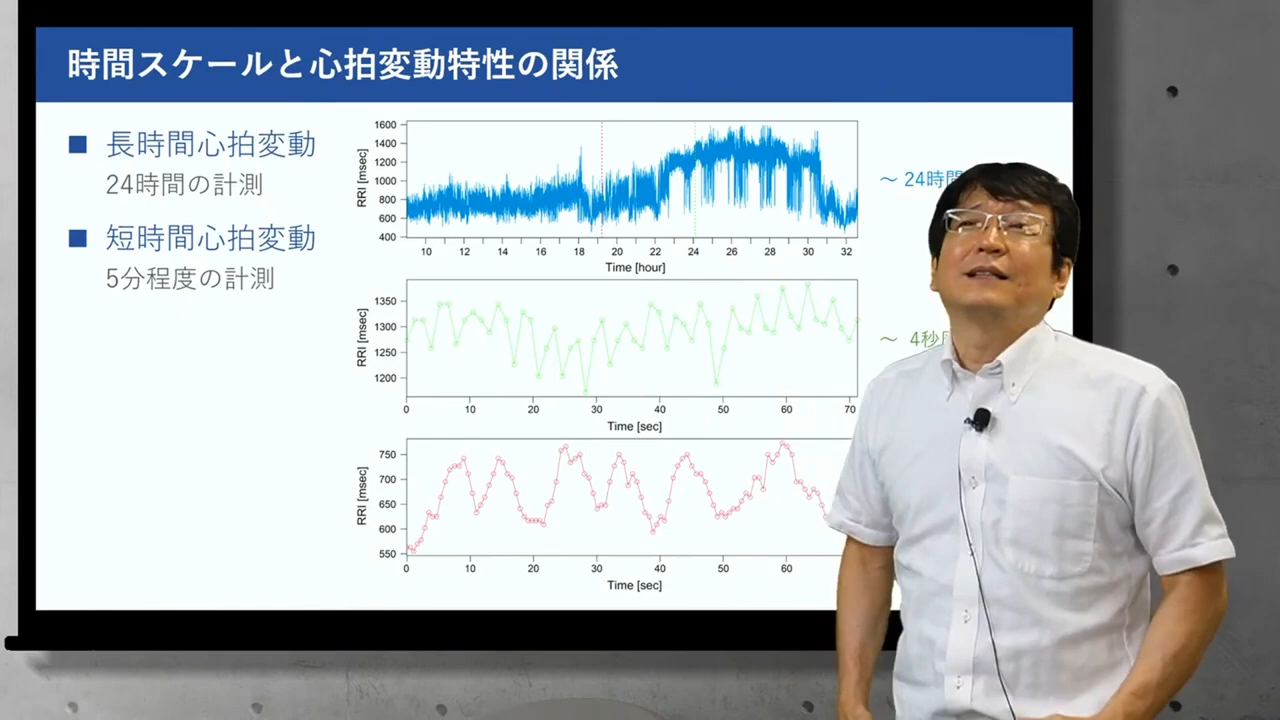 時間スケールと心拍変動特性の関係
■ 長時間心拍変動
24時間の計測
■ 短時間心拍変動
5分程度の計測
RRI [msec]
1600
1400
1200
1000
800
600
400
10 12 14 16 18 20 22 24 26 28 30 32
Time [hour]
～ 24時間
RRI [msec]
1350
1300
1250
1200
0 10 20 30 40 50 60 70
Time [sec]
～ 4秒
RRI [msec]
750
700
650
600
550
0 10 20 30 40 50 60
Time [sec]